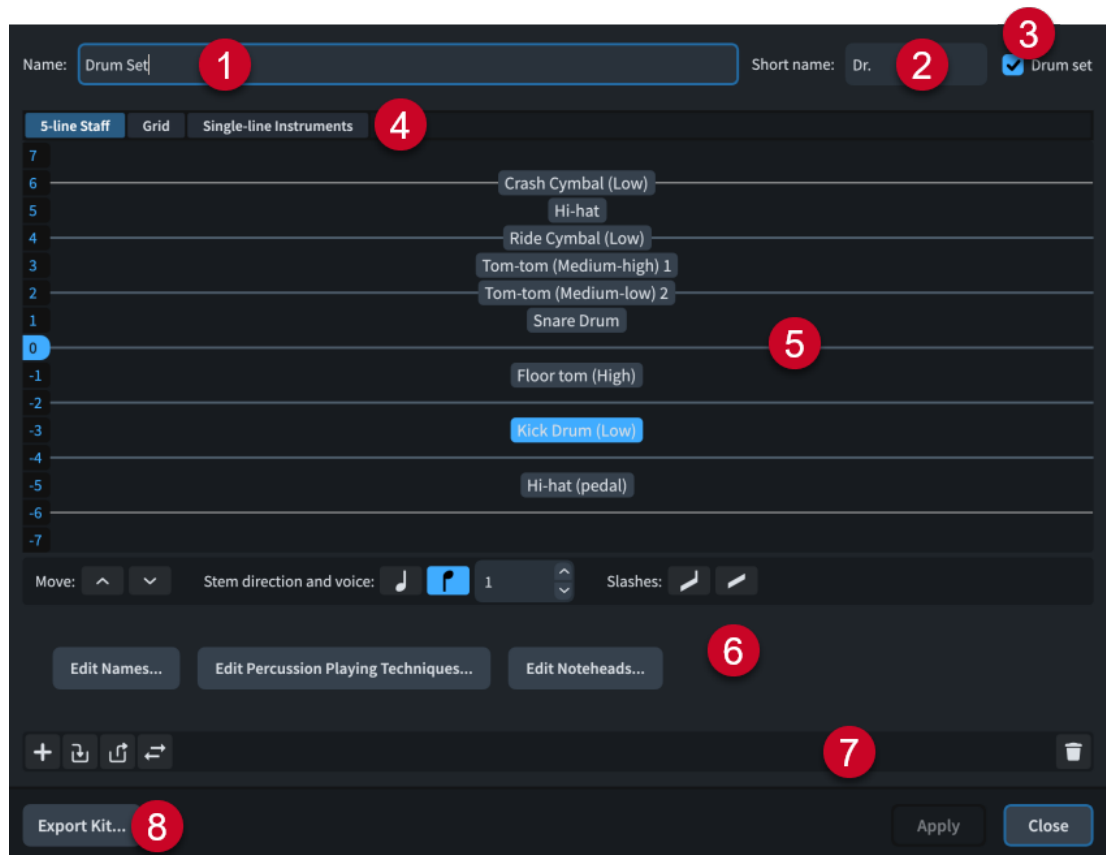 Name: Drum Set 1 Short name: Dr. 2 3 Drum set
5-line Staff Grid Single-line Instruments 4
7
6 Crash Cymbal (Low)
5 Hi-hat
4 Ride Cymbal (Low)
3 Tom-tom (Medium-high) 1
2 Tom-tom (Medium-low) 2
1 Snare Drum
0 5
-1 Floor tom (High)
-2
-3 Kick Drum (Low)
-4
-5 Hi-hat (pedal)
-6
-7
Move: Stem direction and voice: 1 Slashes:
Edit Names... Edit Percussion Playing Techniques... Edit Noteheads... 6
7
Export Kit... 8 Apply Close